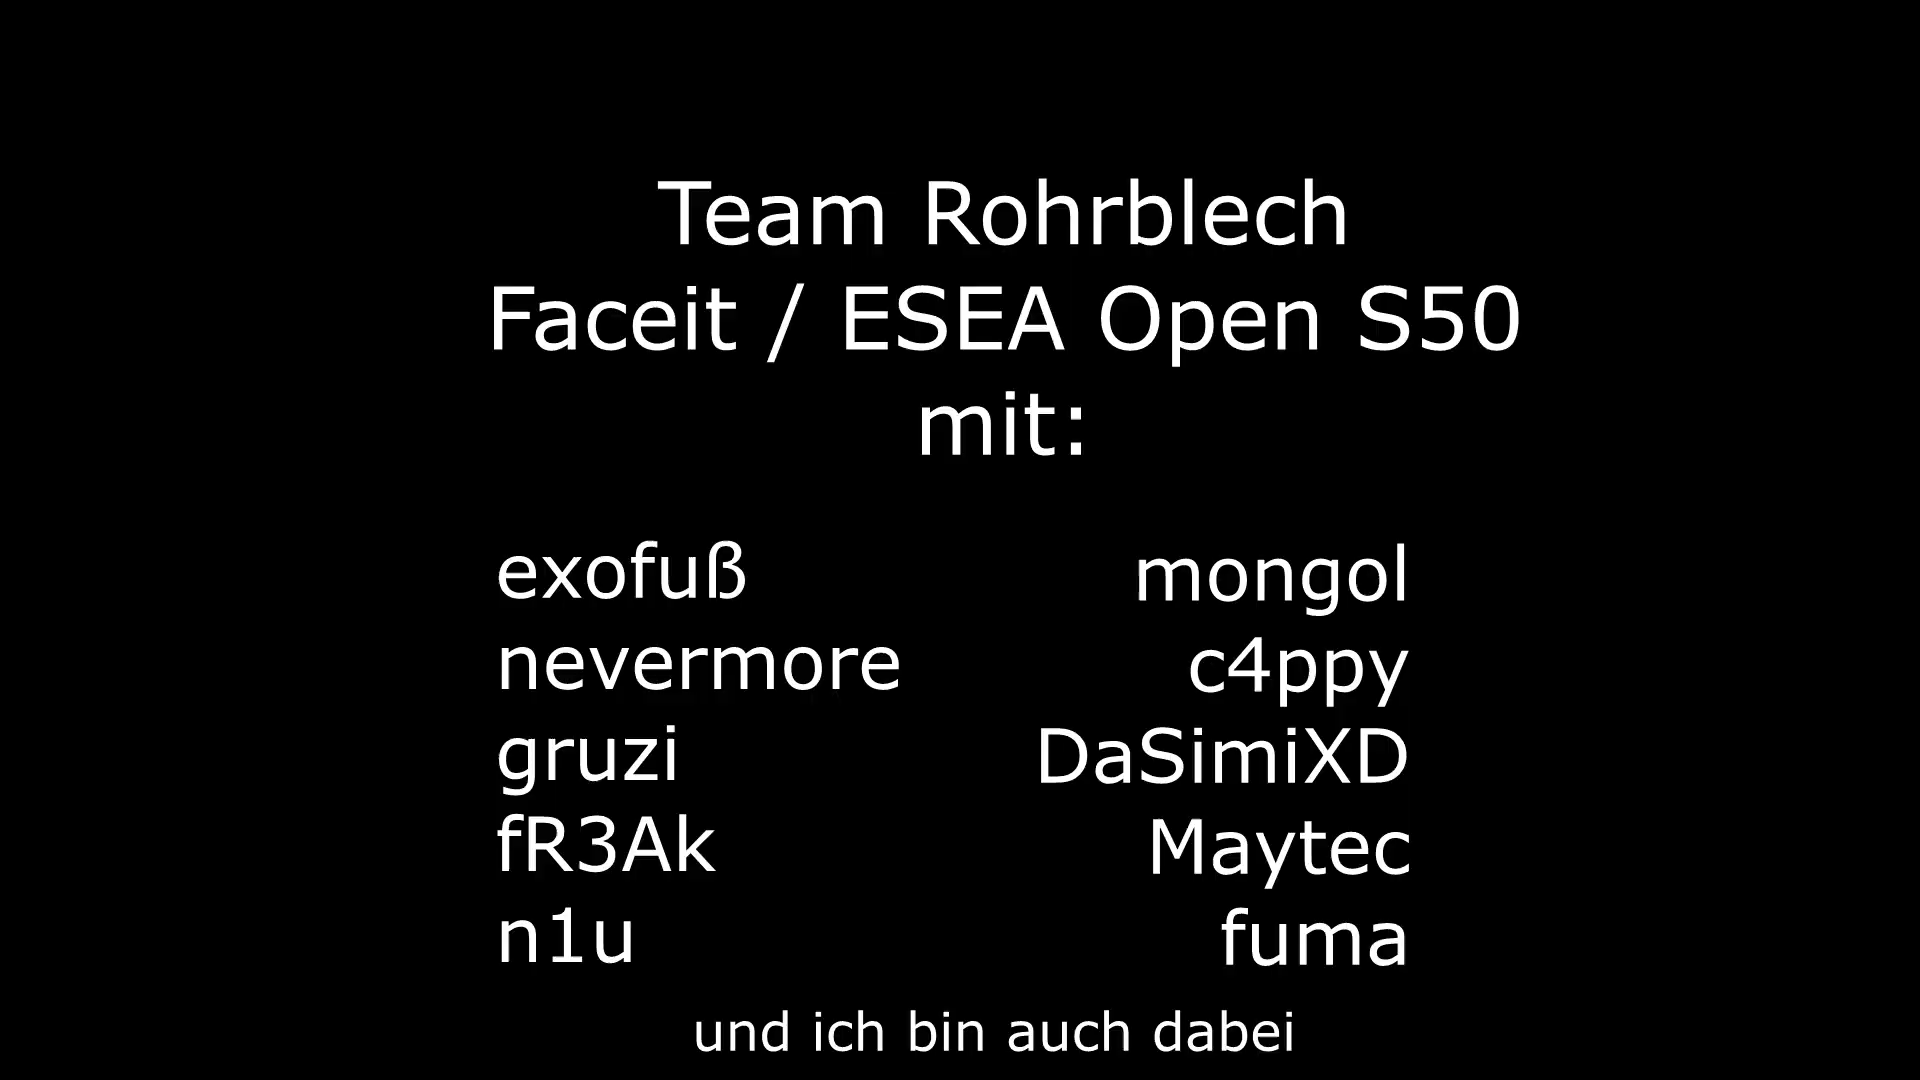 Team Rohrblech
Faceit / ESEA Open S50
mit:
exofuß
nevermore
gruzi
fR3Ak
n1u
mongol
c4ppy
DaSimiXD
Maytec
fuma
und ich bin auch dabei